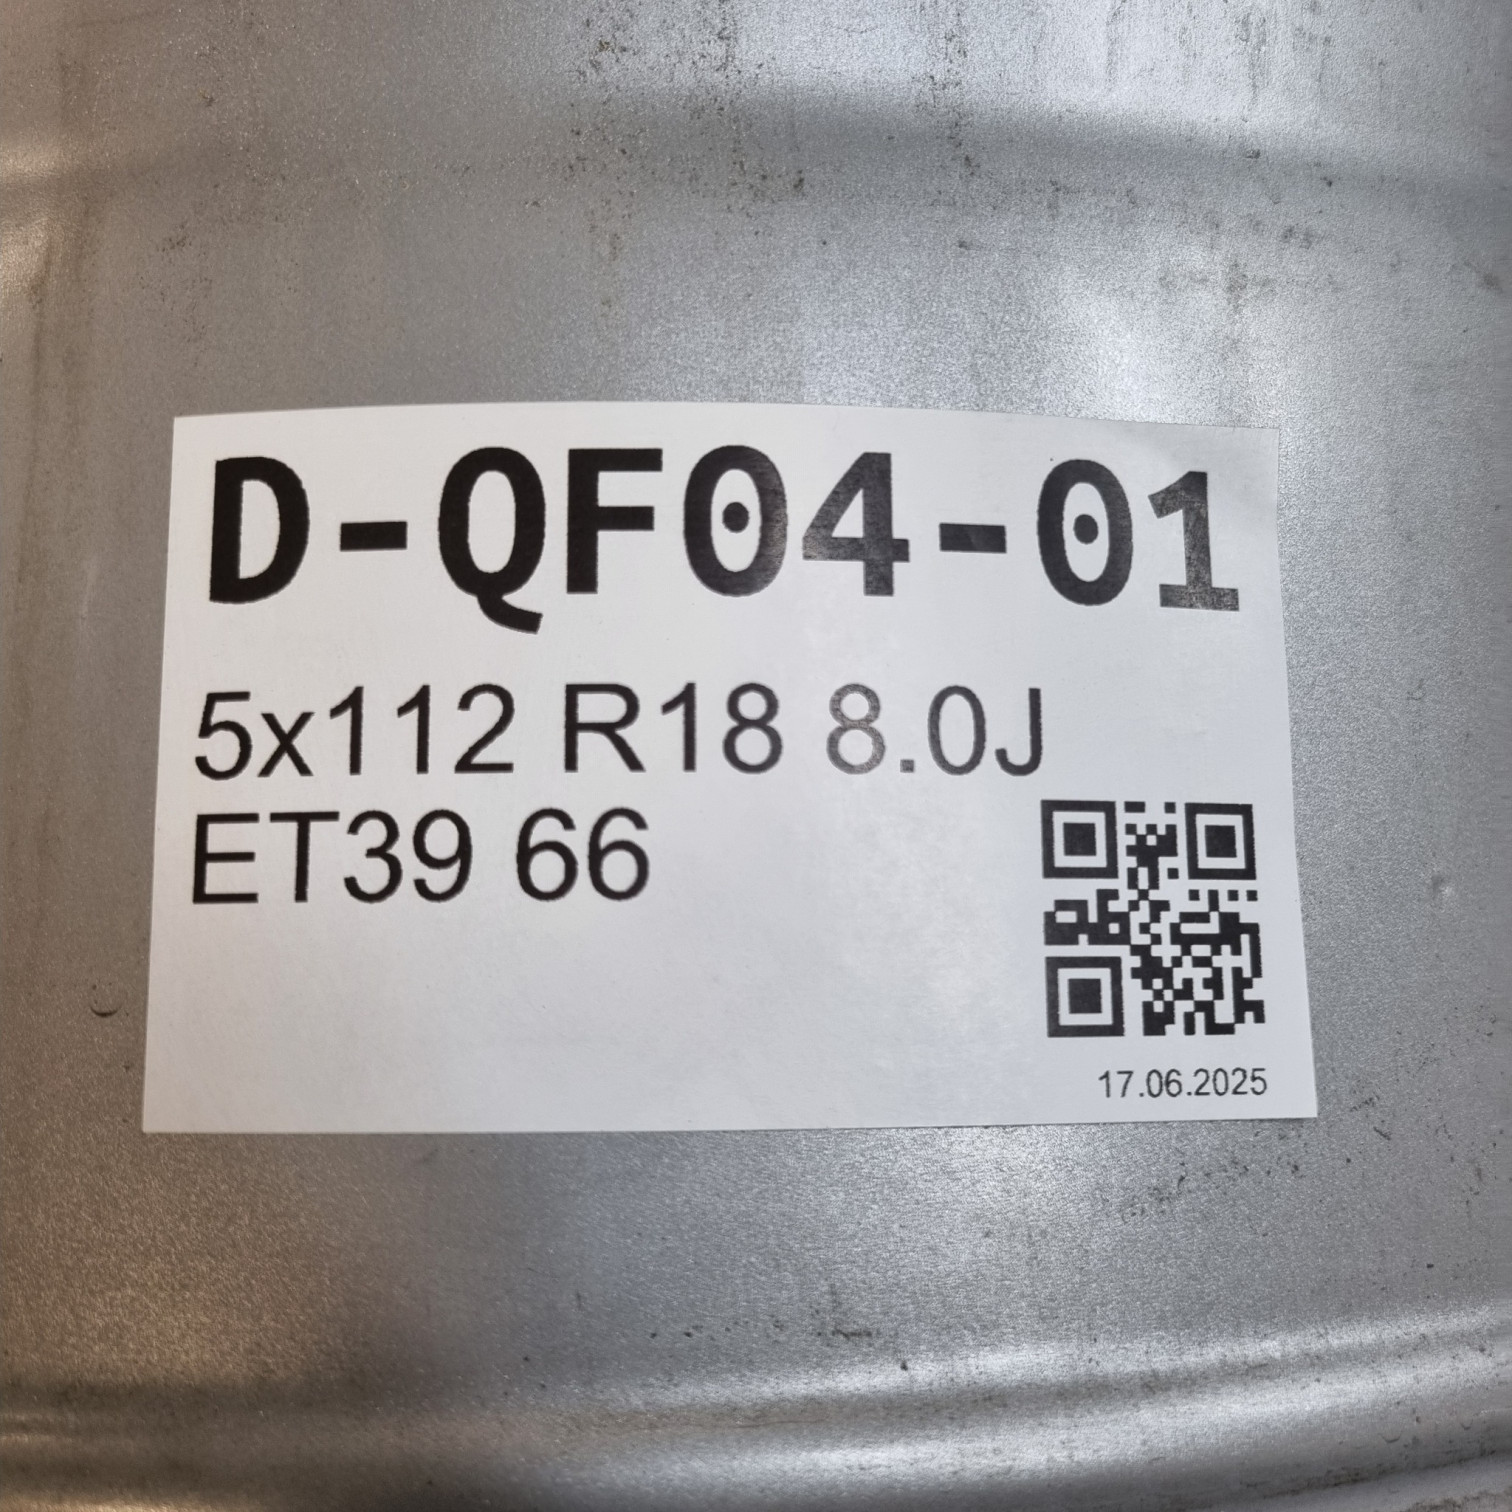 D-QF04-01
5x112 R18 8.0J
ET39 66
17.06.2025